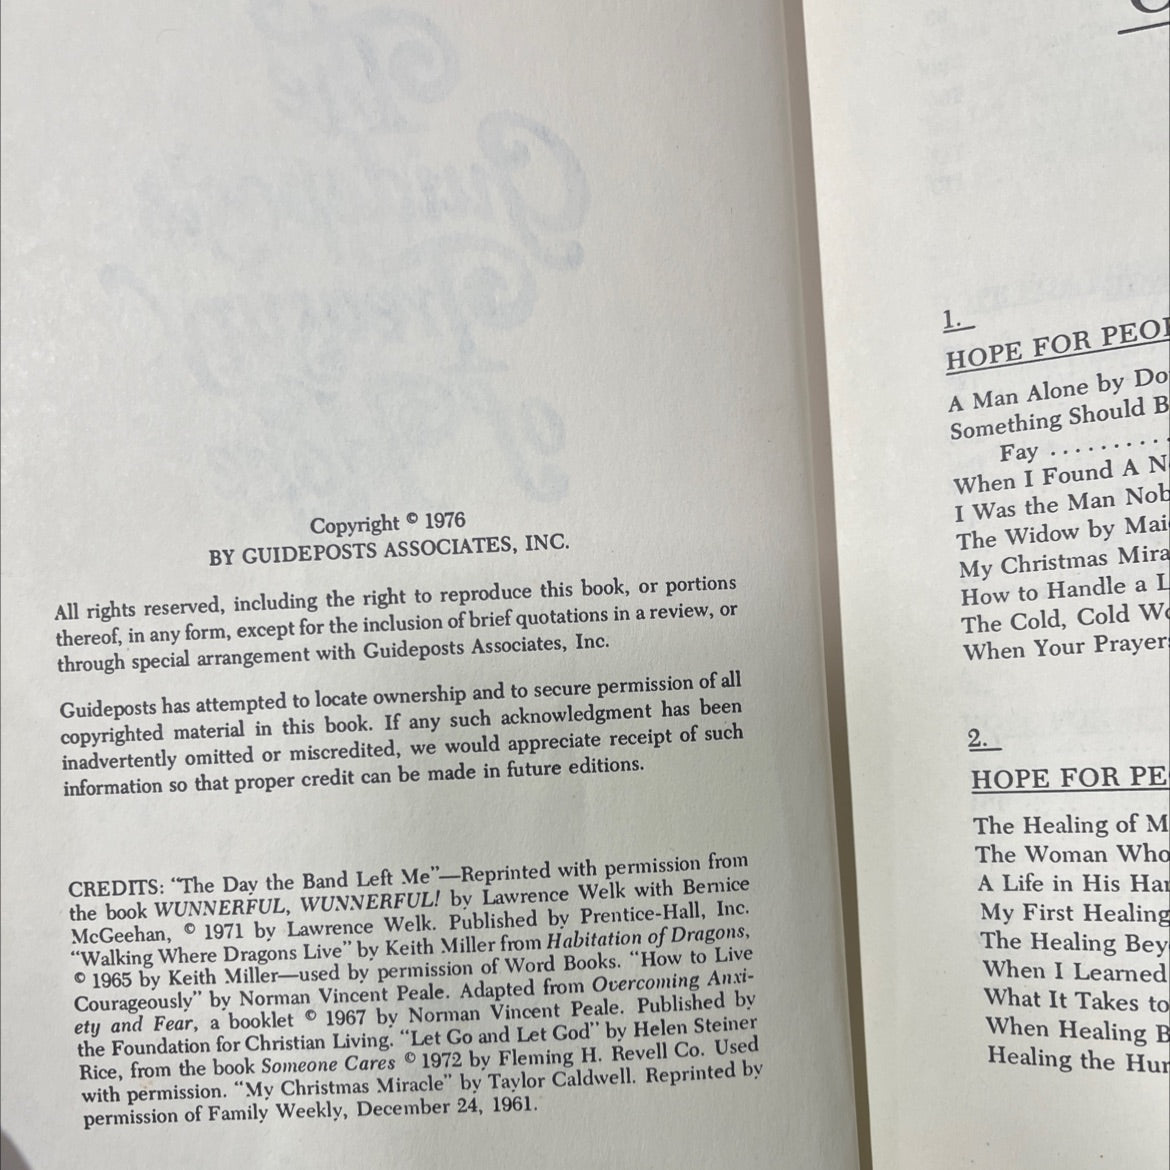 Copyright © 1976
BY GUIDEPOSTS ASSOCIATES, INC.
All rights reserved, including the right to reproduce this book, or portions
thereof, in any form, except for the inclusion of brief quotations in a review, or
through special arrangement with Guideposts Associates, Inc.
Guideposts has attempted to locate ownership and to secure permission of all
copyrighted material in this book. If any such acknowledgment has been
inadvertently omitted or miscredited, we would appreciate receipt of such
information so that proper credit can be made in future editions.
CREDITS: “The Day the Band Left Me”—Reprinted with permission from
the book WUNNERFUL, WUNNERFUL! by Lawrence Welk with Bernice
McGeehan, © 1971 by Lawrence Welk. Published by Prentice-Hall, Inc.
“Walking Where Dragons Live” by Keith Miller from Habitation of Dragons,
© 1965 by Keith Miller—used by permission of Word Books. “How to Live
Courageously” by Norman Vincent Peale. Adapted from Overcoming Anxi-
ety and Fear, a booklet © 1967 by Norman Vincent Peale. Published by
the Foundation for Christian Living. “Let Go and Let God” by Helen Steiner
Rice, from the book Someone Cares © 1972 by Fleming H. Revell Co. Used
with permission. “My Christmas Miracle” by Taylor Caldwell. Reprinted by
permission of Family Weekly, December 24, 1961.
1.
HOPE FOR PEO
A Man Alone by Do
Something Should B
Fay ..........
When I Found A N
I Was the Man Nob
The Widow by Mai
My Christmas Mira
How to Handle a L
The Cold, Cold Wo
When Your Prayer
2.
HOPE FOR PE
The Healing of M
The Woman Who
A Life in His Han
My First Healing
The Healing Bey
When I Learned
What It Takes to
When Healing B
Healing the Hur